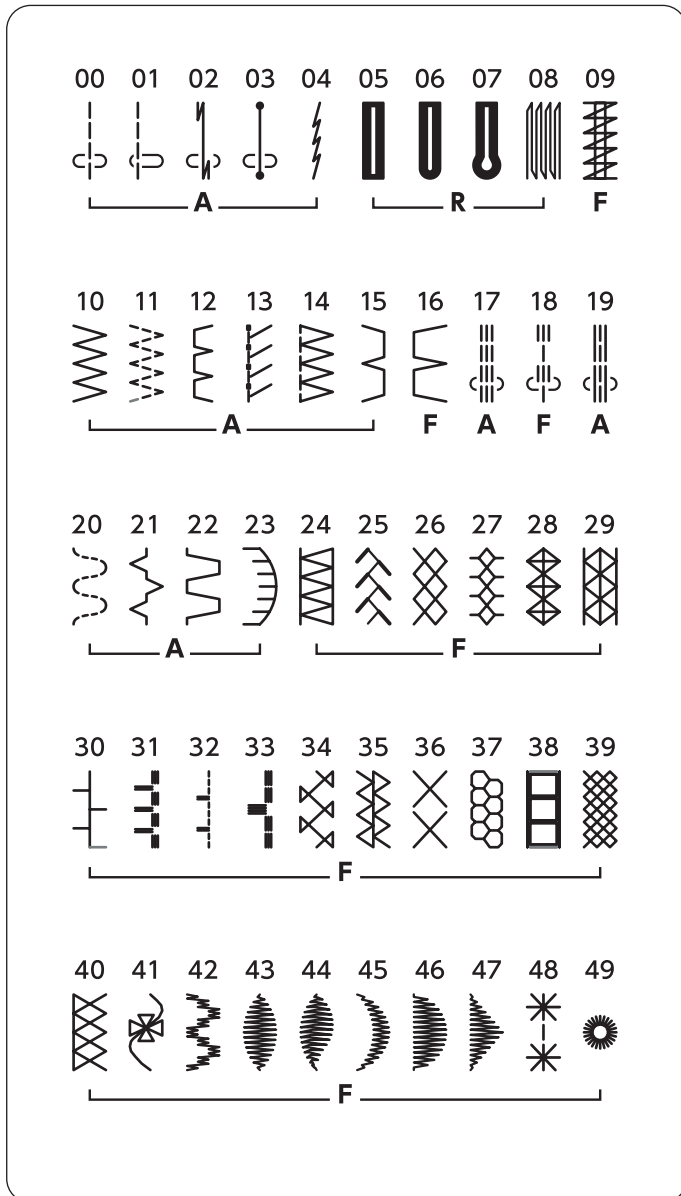 00 01 02 03 04 05 06 07 08 09
A R F
10 11 12 13 14 15 16 17 18 19
A F A F A
20 21 22 23 24 25 26 27 28 29
A F
30 31 32 33 34 35 36 37 38 39
F
40 41 42 43 44 45 46 47 48 49
F